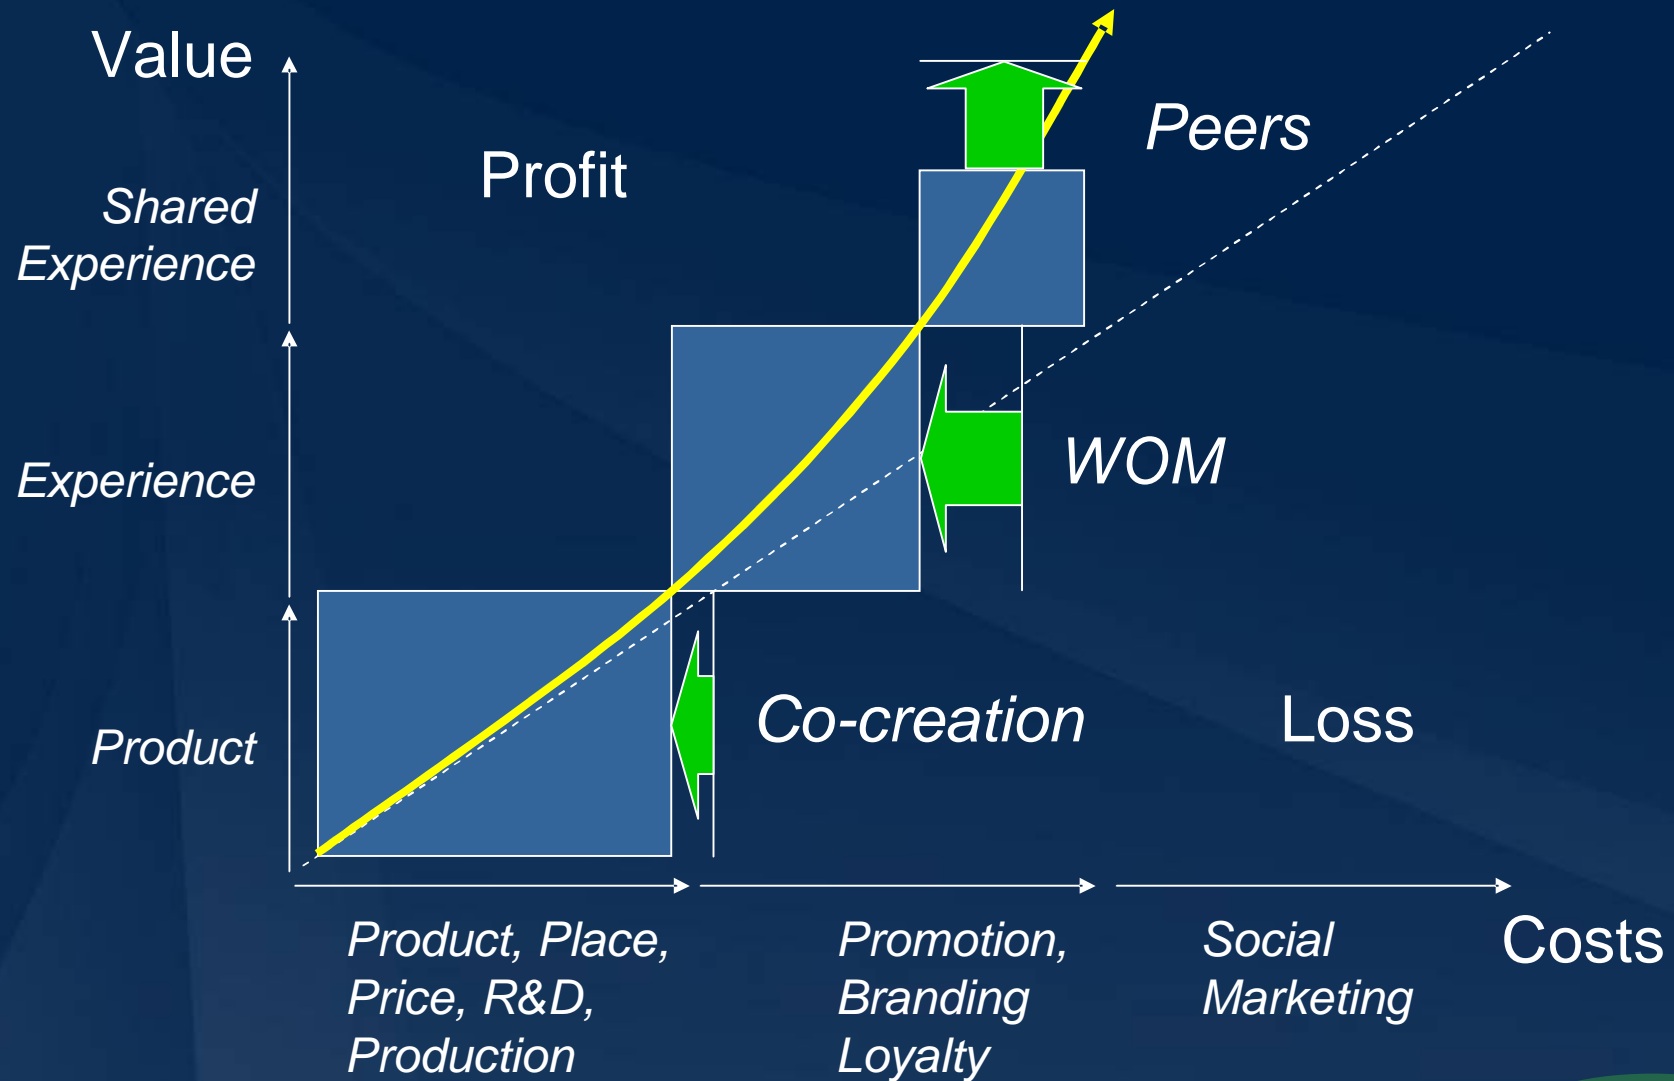 Value
Peers
Profit
Shared
Experience
WOM
Experience
Co-creation
Loss
Product
Product, Place,
Price, R&D,
Production
Promotion,
Branding
Loyalty
Social
Marketing
Costs